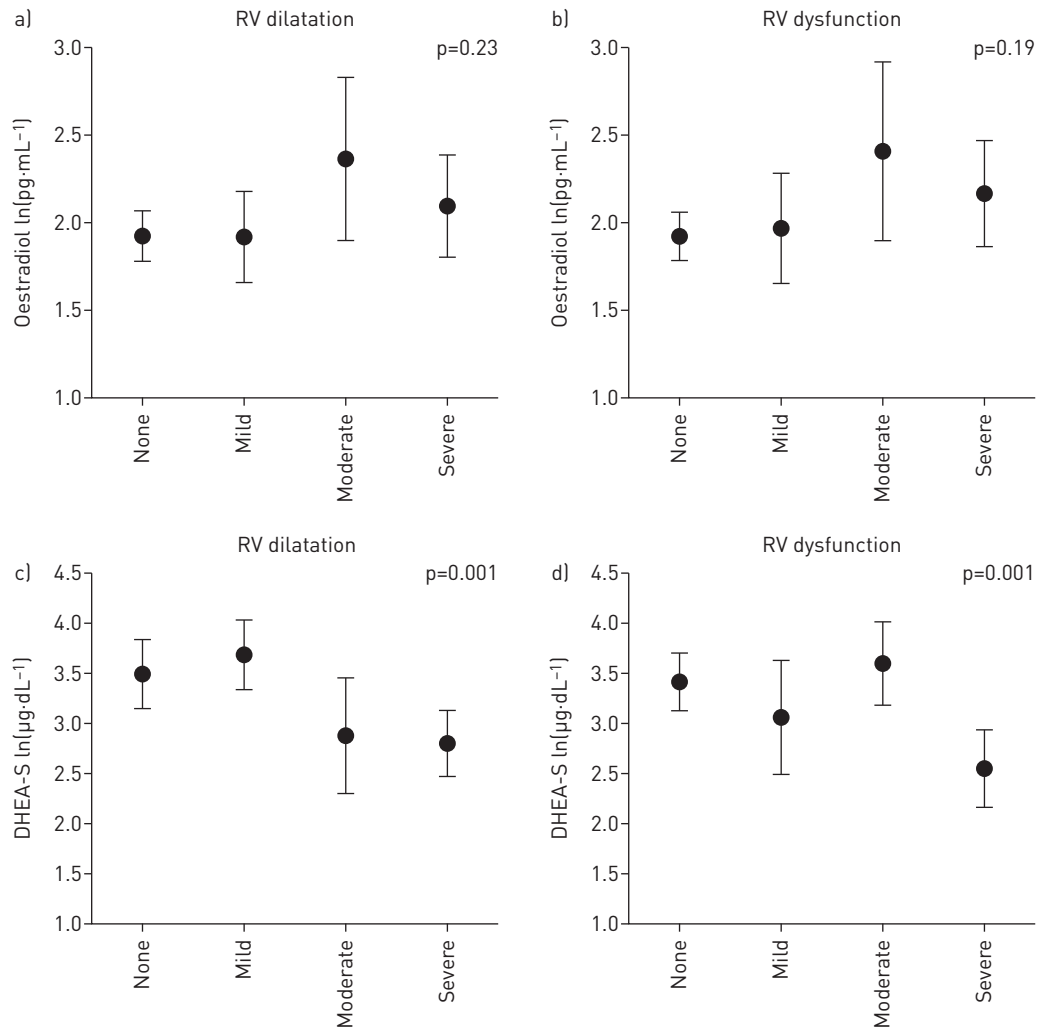 a) RV dilatation
p=0.23
Oestradiol ln(pg·mL⁻¹)
3.0
2.5
2.0
1.5
1.0
None
Mild
Moderate
Severe
b) RV dysfunction
p=0.19
Oestradiol ln(pg·mL⁻¹)
3.0
2.5
2.0
1.5
1.0
None
Mild
Moderate
Severe
RV dilatation
c) p=0.001
DHEA-S ln(µg·dL⁻¹)
4.5
4.0
3.5
3.0
2.5
2.0
1.5
1.0
None
Mild
Moderate
Severe
RV dysfunction
d) p=0.001
DHEA-S ln(µg·dL⁻¹)
4.5
4.0
3.5
3.0
2.5
2.0
1.5
1.0
None
Mild
Moderate
Severe